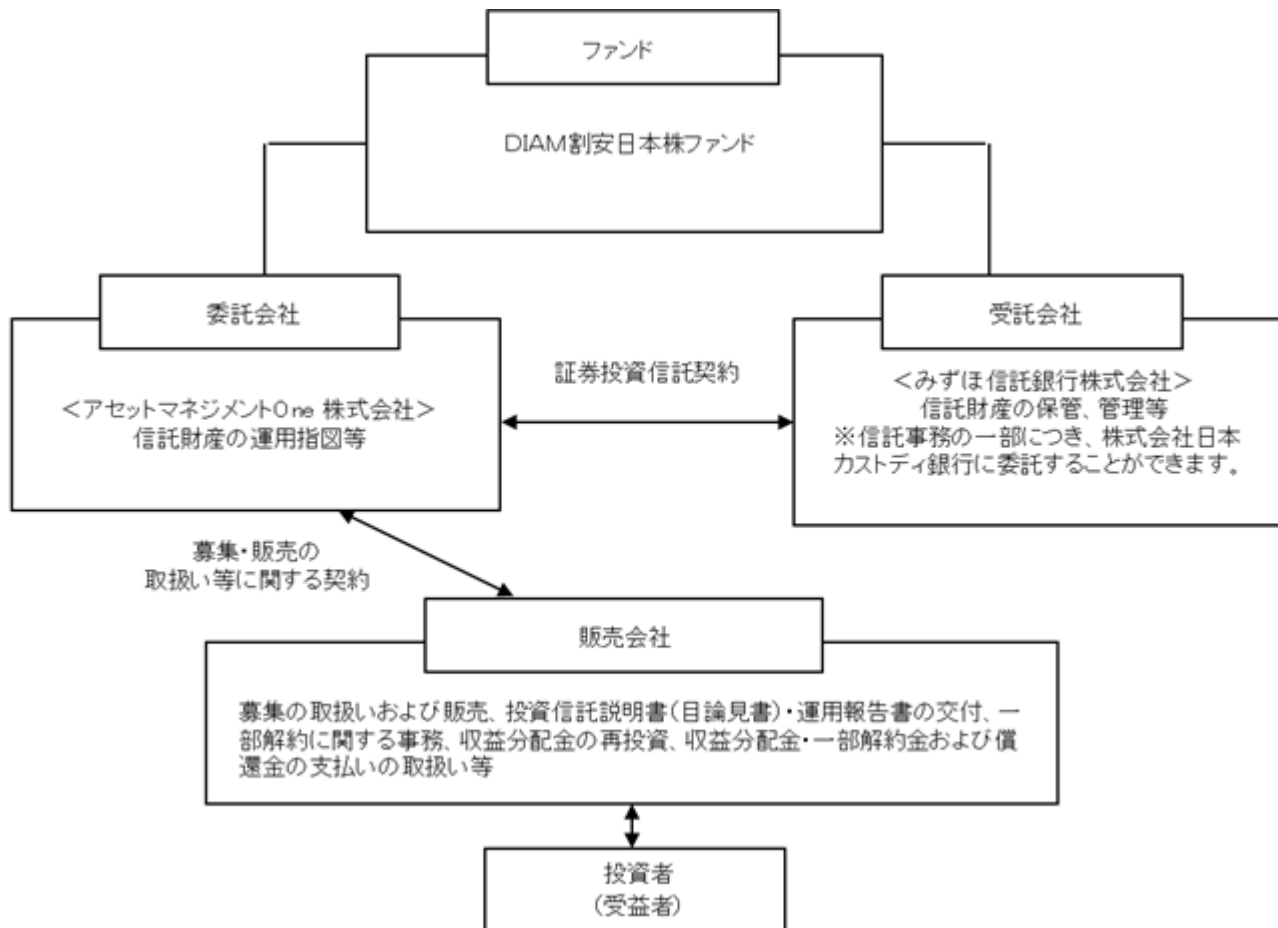 ファンド
DIAM割安日本株ファンド
委託会社
<アセットマネジメントOne 株式会社>
信託財産の運用指図等
証券投資信託契約
受託会社
<みずほ信託銀行株式会社>
信託財産の保管、管理等
※信託事務の一部につき、株式会社日本
カストディ銀行に委託することができます。
募集・販売の
取扱い等に関する契約
販売会社
募集の取扱いおよび販売、投資信託説明書(目論見書)・運用報告書の交付、一
部解約に関する事務、収益分配金の再投資、収益分配金・一部解約金および償
還金の支払いの取扱い等
投資者
(受益者)